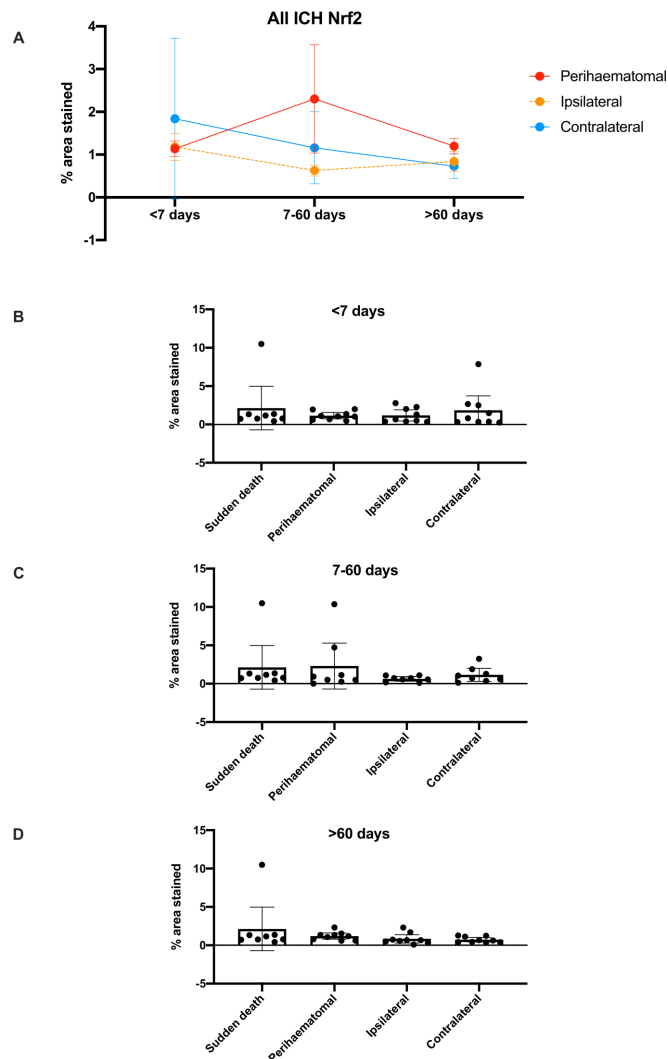 All ICH Nrf2
A
4
3
2
1
0
-1
% area stained
<7 days
7-60 days
>60 days
Perihaematomal
Ipsilateral
Contralateral
B
<7 days
15
10
5
0
-5
% area stained
Sudden death
Perihaematomal
Ipsilateral
Contralateral
C
7-60 days
15
10
5
0
-5
% area stained
Sudden death
Perihaematomal
Ipsilateral
Contralateral
D
>60 days
15
10
5
0
-5
% area stained
Sudden death
Perihaematomal
Ipsilateral
Contralateral